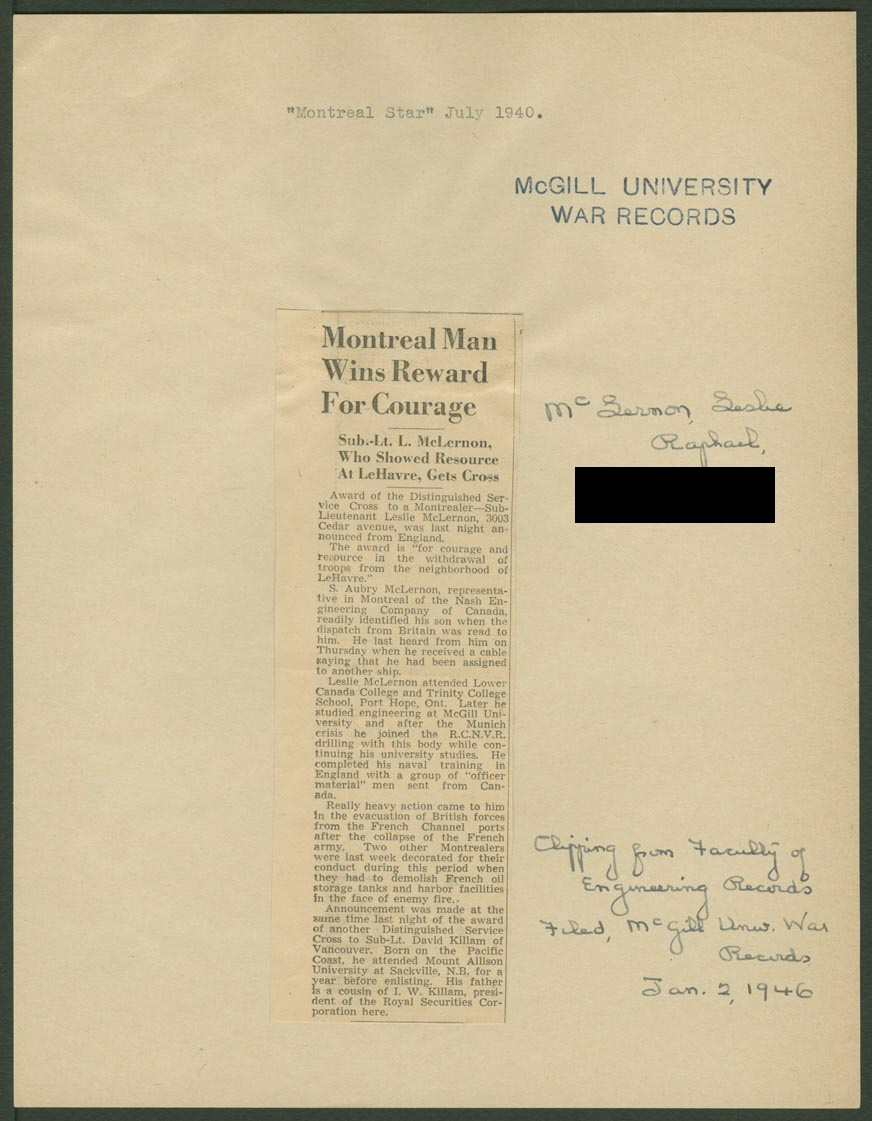 "Montreal Star" July 1940.
McGILL UNIVERSITY
WAR RECORDS
Montreal Man
Wins Reward
For Courage
Sub.-Lt. L. McLernon,
Who Showed Resource
At LeHavre, Gets Cross
Award of the Distinguished Ser-
vice Cross to a Montrealer—Sub-
Lieutenant Leslie McLernon, 3003
Cedar avenue, was last night an-
nounced from England.
The award is "for courage and
resource in the withdrawal of
troops from the neighborhood of
LeHavre."
S. Aubry McLernon, representa-
tive in Montreal of the Nash En-
gineering Company of Canada,
readily identified his son when the
dispatch from Britain was read to
him. He last heard from him on
Thursday when he received a cable
saying that he had been assigned
to another ship.
Leslie McLernon attended Lower
Canada College and Trinity College
School, Port Hope, Ont. Later he
studied engineering at McGill Uni-
versity and after the Munich
crisis he joined the R.C.N.V.R.
drilling with this body while con-
tinuing his university studies. He
completed his naval training in
England with a group of "officer
material" men sent from Can-
ada.
Really heavy action came to him
in the evacuation of British forces
from the French Channel ports
after the collapse of the French
army. Two other Montrealers
were last week decorated for their
conduct during this period when
they had to demolish French oil
storage tanks and harbor facilities
in the face of enemy fire..
Announcement was made at the
same time last night of the award
of another Distinguished Service
Cross to Sub-Lt. David Killam of
Vancouver. Born on the Pacific
Coast, he attended Mount Allison
University at Sackville, N.B. for a
year before enlisting. His father
is a cousin of I. W. Killam, presi-
dent of the Royal Securities Cor-
poration here.
McLernon, Leslie
Raphael,
Clipping from Faculty of
Engineering Records
Filed, McGill Univ. War
Records
Jan. 2, 1946